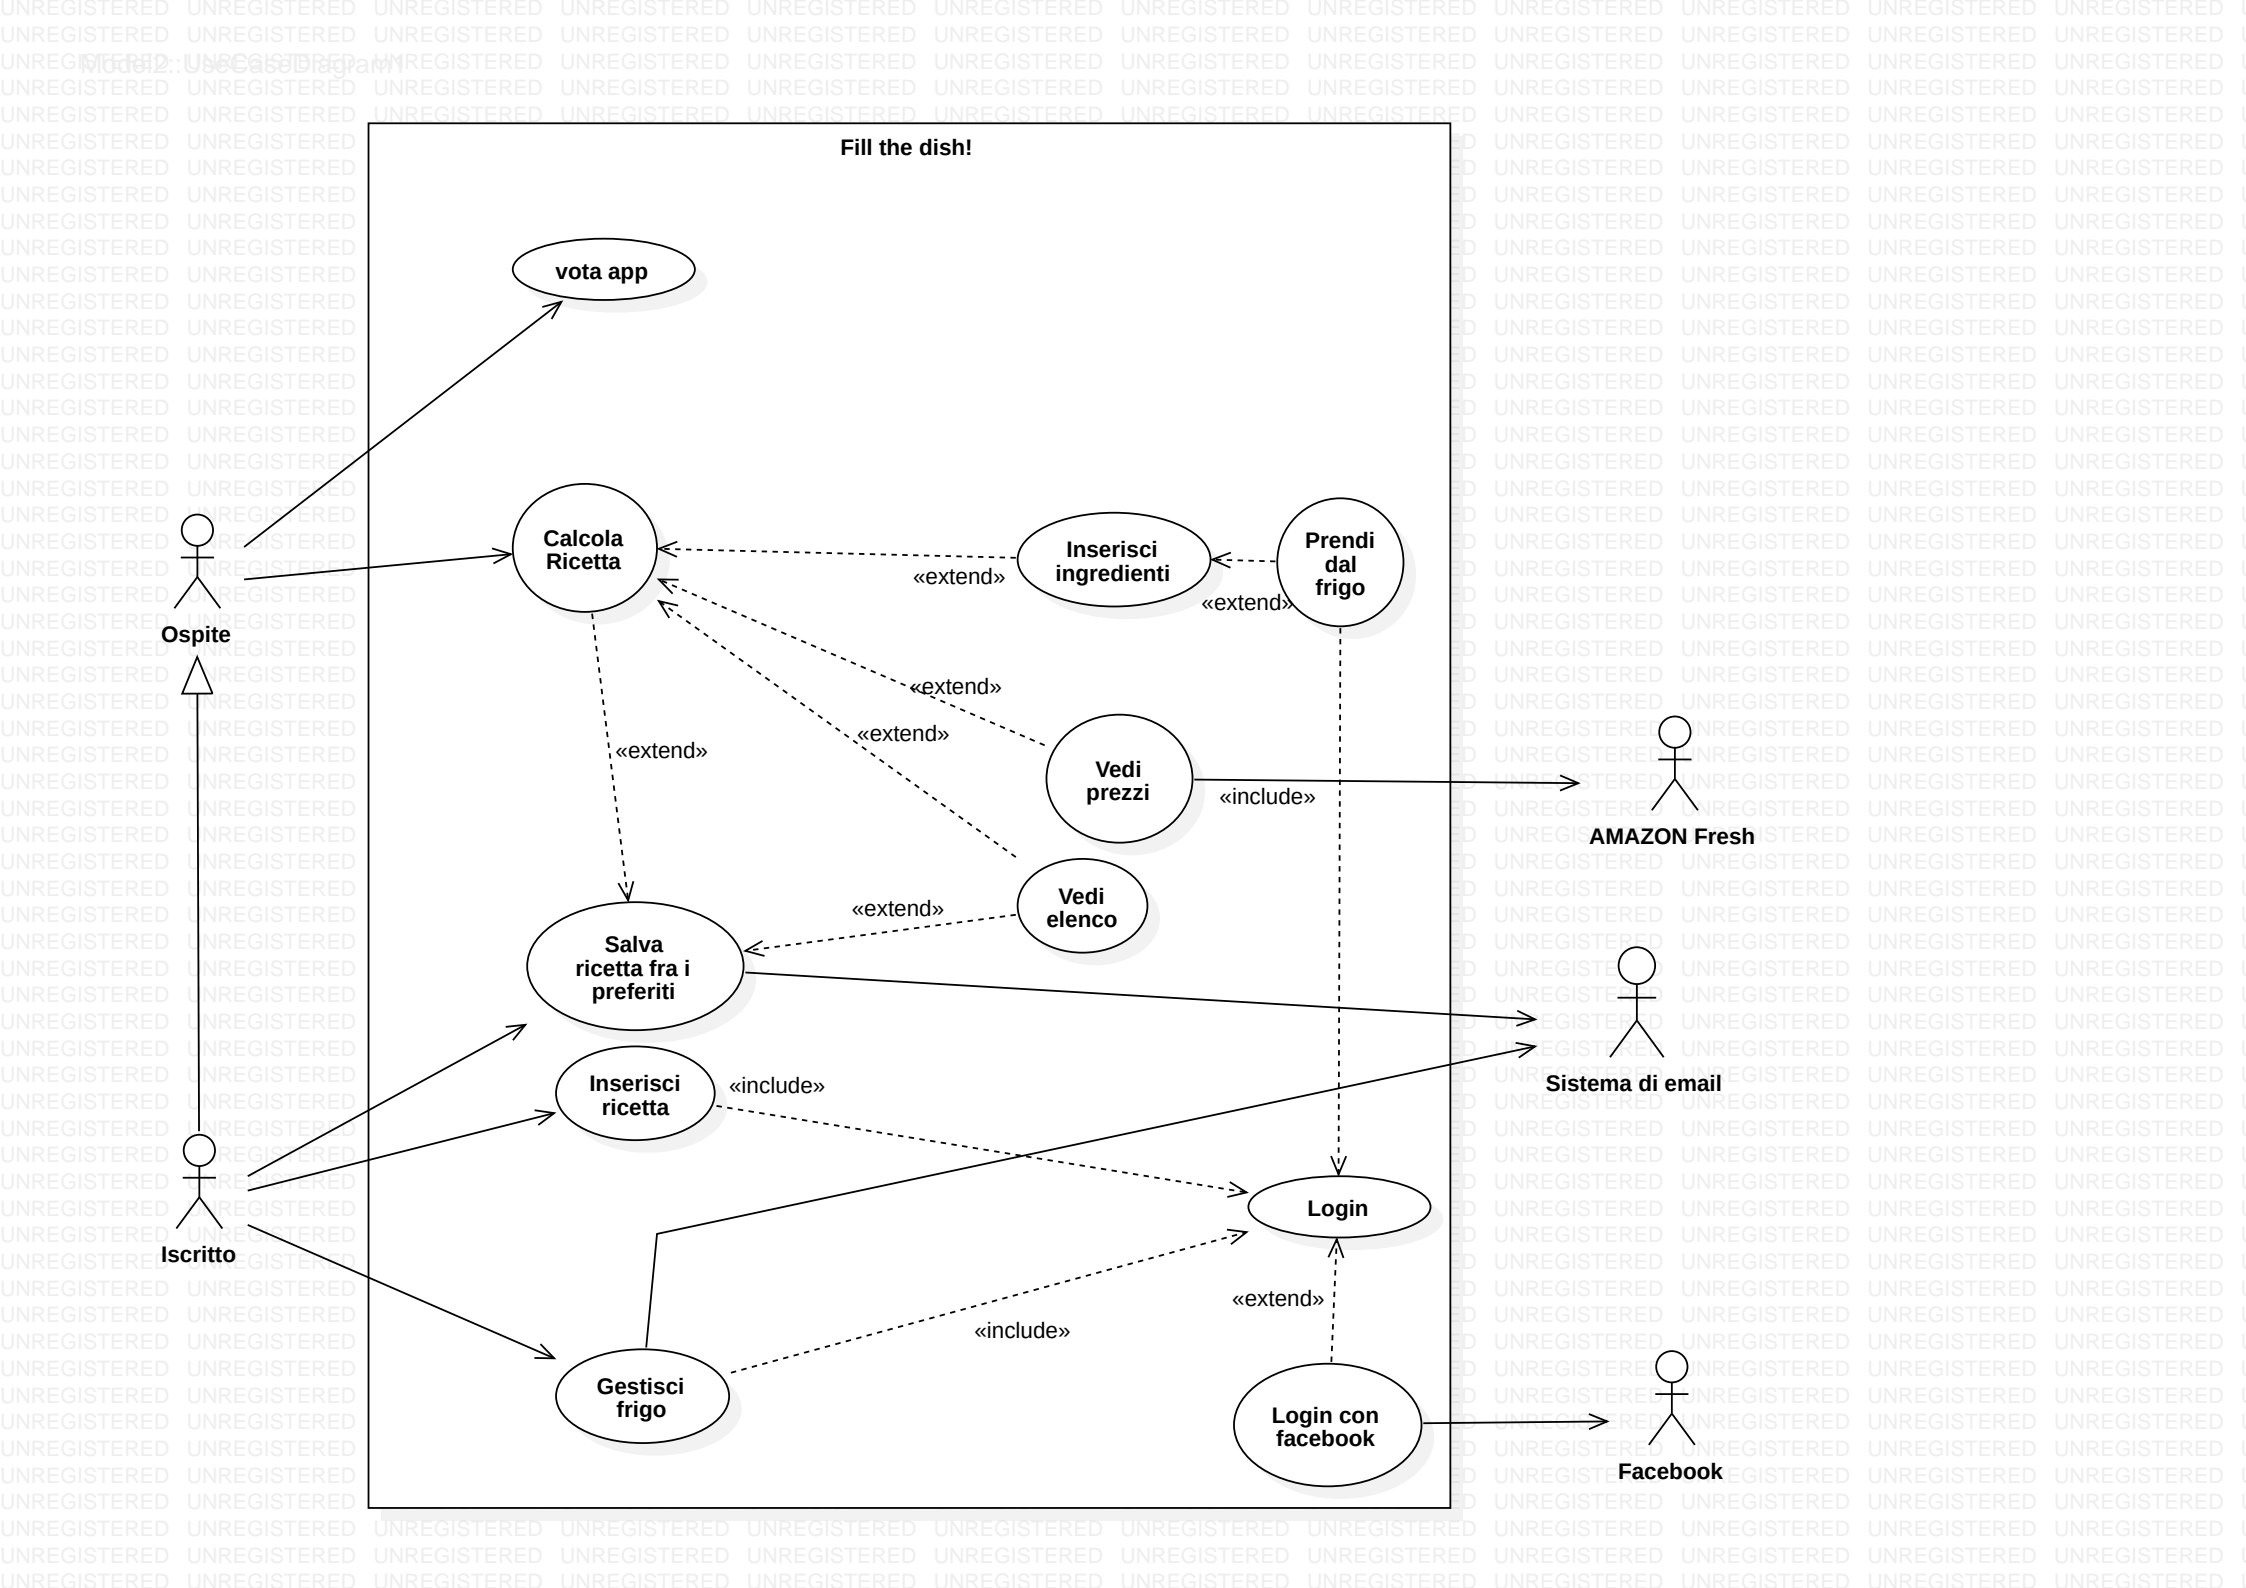 Model2::UseCaseDiagram1
Fill the dish!
vota app
Calcola
Ricetta
«extend»
Inserisci
ingredienti
«extend»
Prendi
dal
frigo
Ospite
«extend»
«extend»
«extend»
Vedi
prezzi
«include»
AMAZON Fresh
Vedi
elenco
«extend»
Salva
ricetta fra i
preferiti
Sistema di email
Inserisci
ricetta
«include»
Login
Iscritto
«extend»
«include»
Gestisci
frigo
Login con
facebook
Facebook
UNREGISTERED